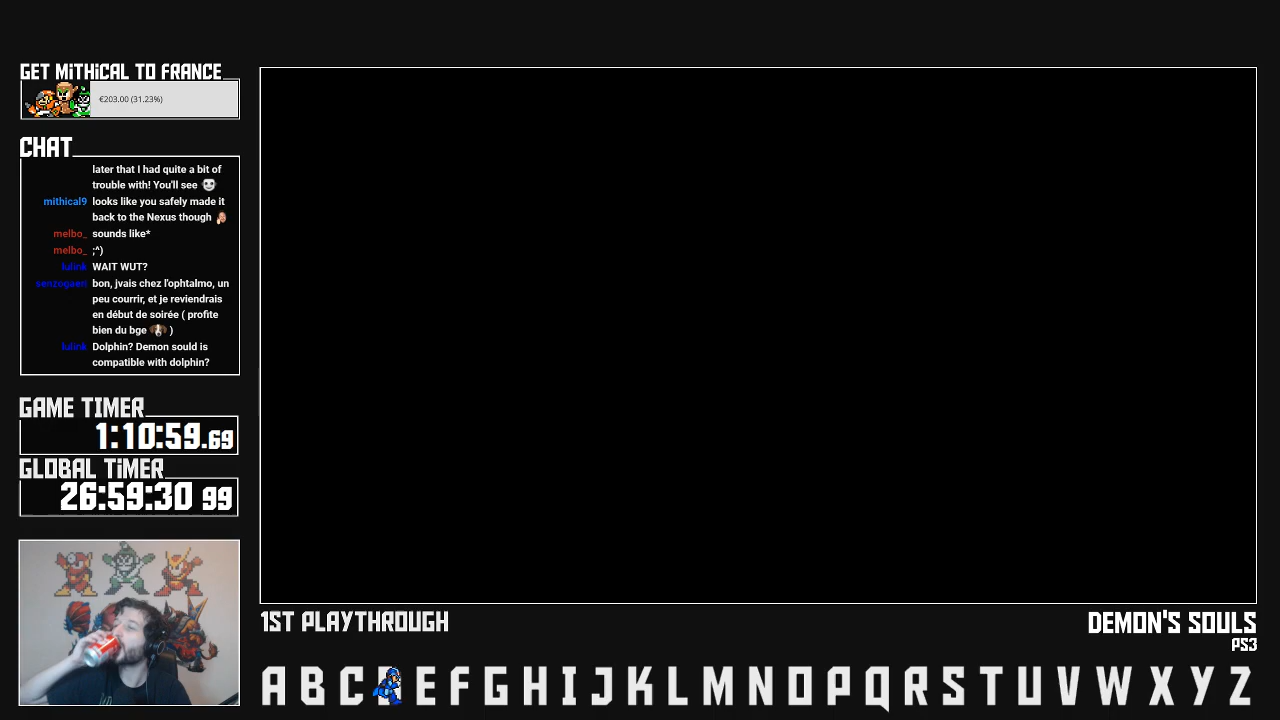 GET MiTHiCAL TO FRANCE
€203.00 (31.23%)
CHAT
later that I had quite a bit of
trouble with! You'll see
mithical9 looks like you safely made it
back to the Nexus though
melbo_ sounds like*
melbo_ ;^)
lulink WAIT WUT?
senzogaen bon, jvais chez l'ophtalmo, un
peu courrir, et je reviendrais
en début de soirée ( profite
bien du bge )
lulink Dolphin? Demon sould is
compatible with dolphin?
GAME TIMER
1:10:59.69
GLOBAL TiMER
26:59:30 99
1ST PLAYTHROUGH
DEMON'S SOULS
PS3
A B C E F G H I J K L M N O P Q R S T U V W X Y Z